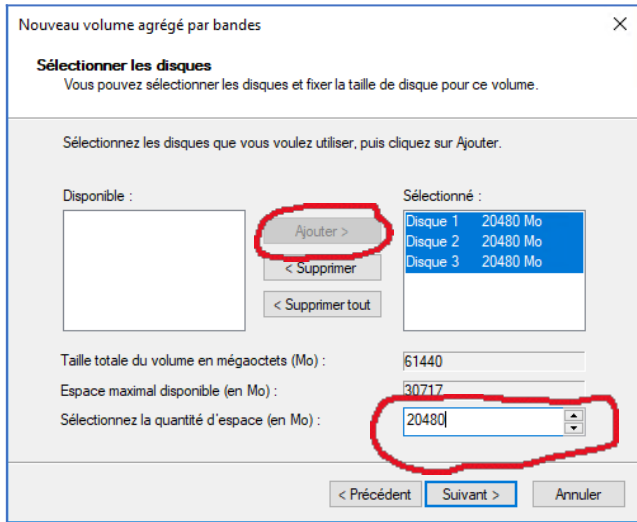 Nouveau volume agrégé par bandes
Sélectionner les disques
Vous pouvez sélectionner les disques et fixer la taille de disque pour ce volume.
Sélectionnez les disques que vous voulez utiliser, puis cliquez sur Ajouter.
Disponible :
Sélectionné :
Ajouter >
< Supprimer
< Supprimer tout
Disque 1 20480 Mo
Disque 2 20480 Mo
Disque 3 20480 Mo
Taille totale du volume en mégaoctets (Mo) : 61440
Espace maximal disponible (en Mo) : 30717
Sélectionnez la quantité d'espace (en Mo) : 20480
< Précédent Suivant > Annuler